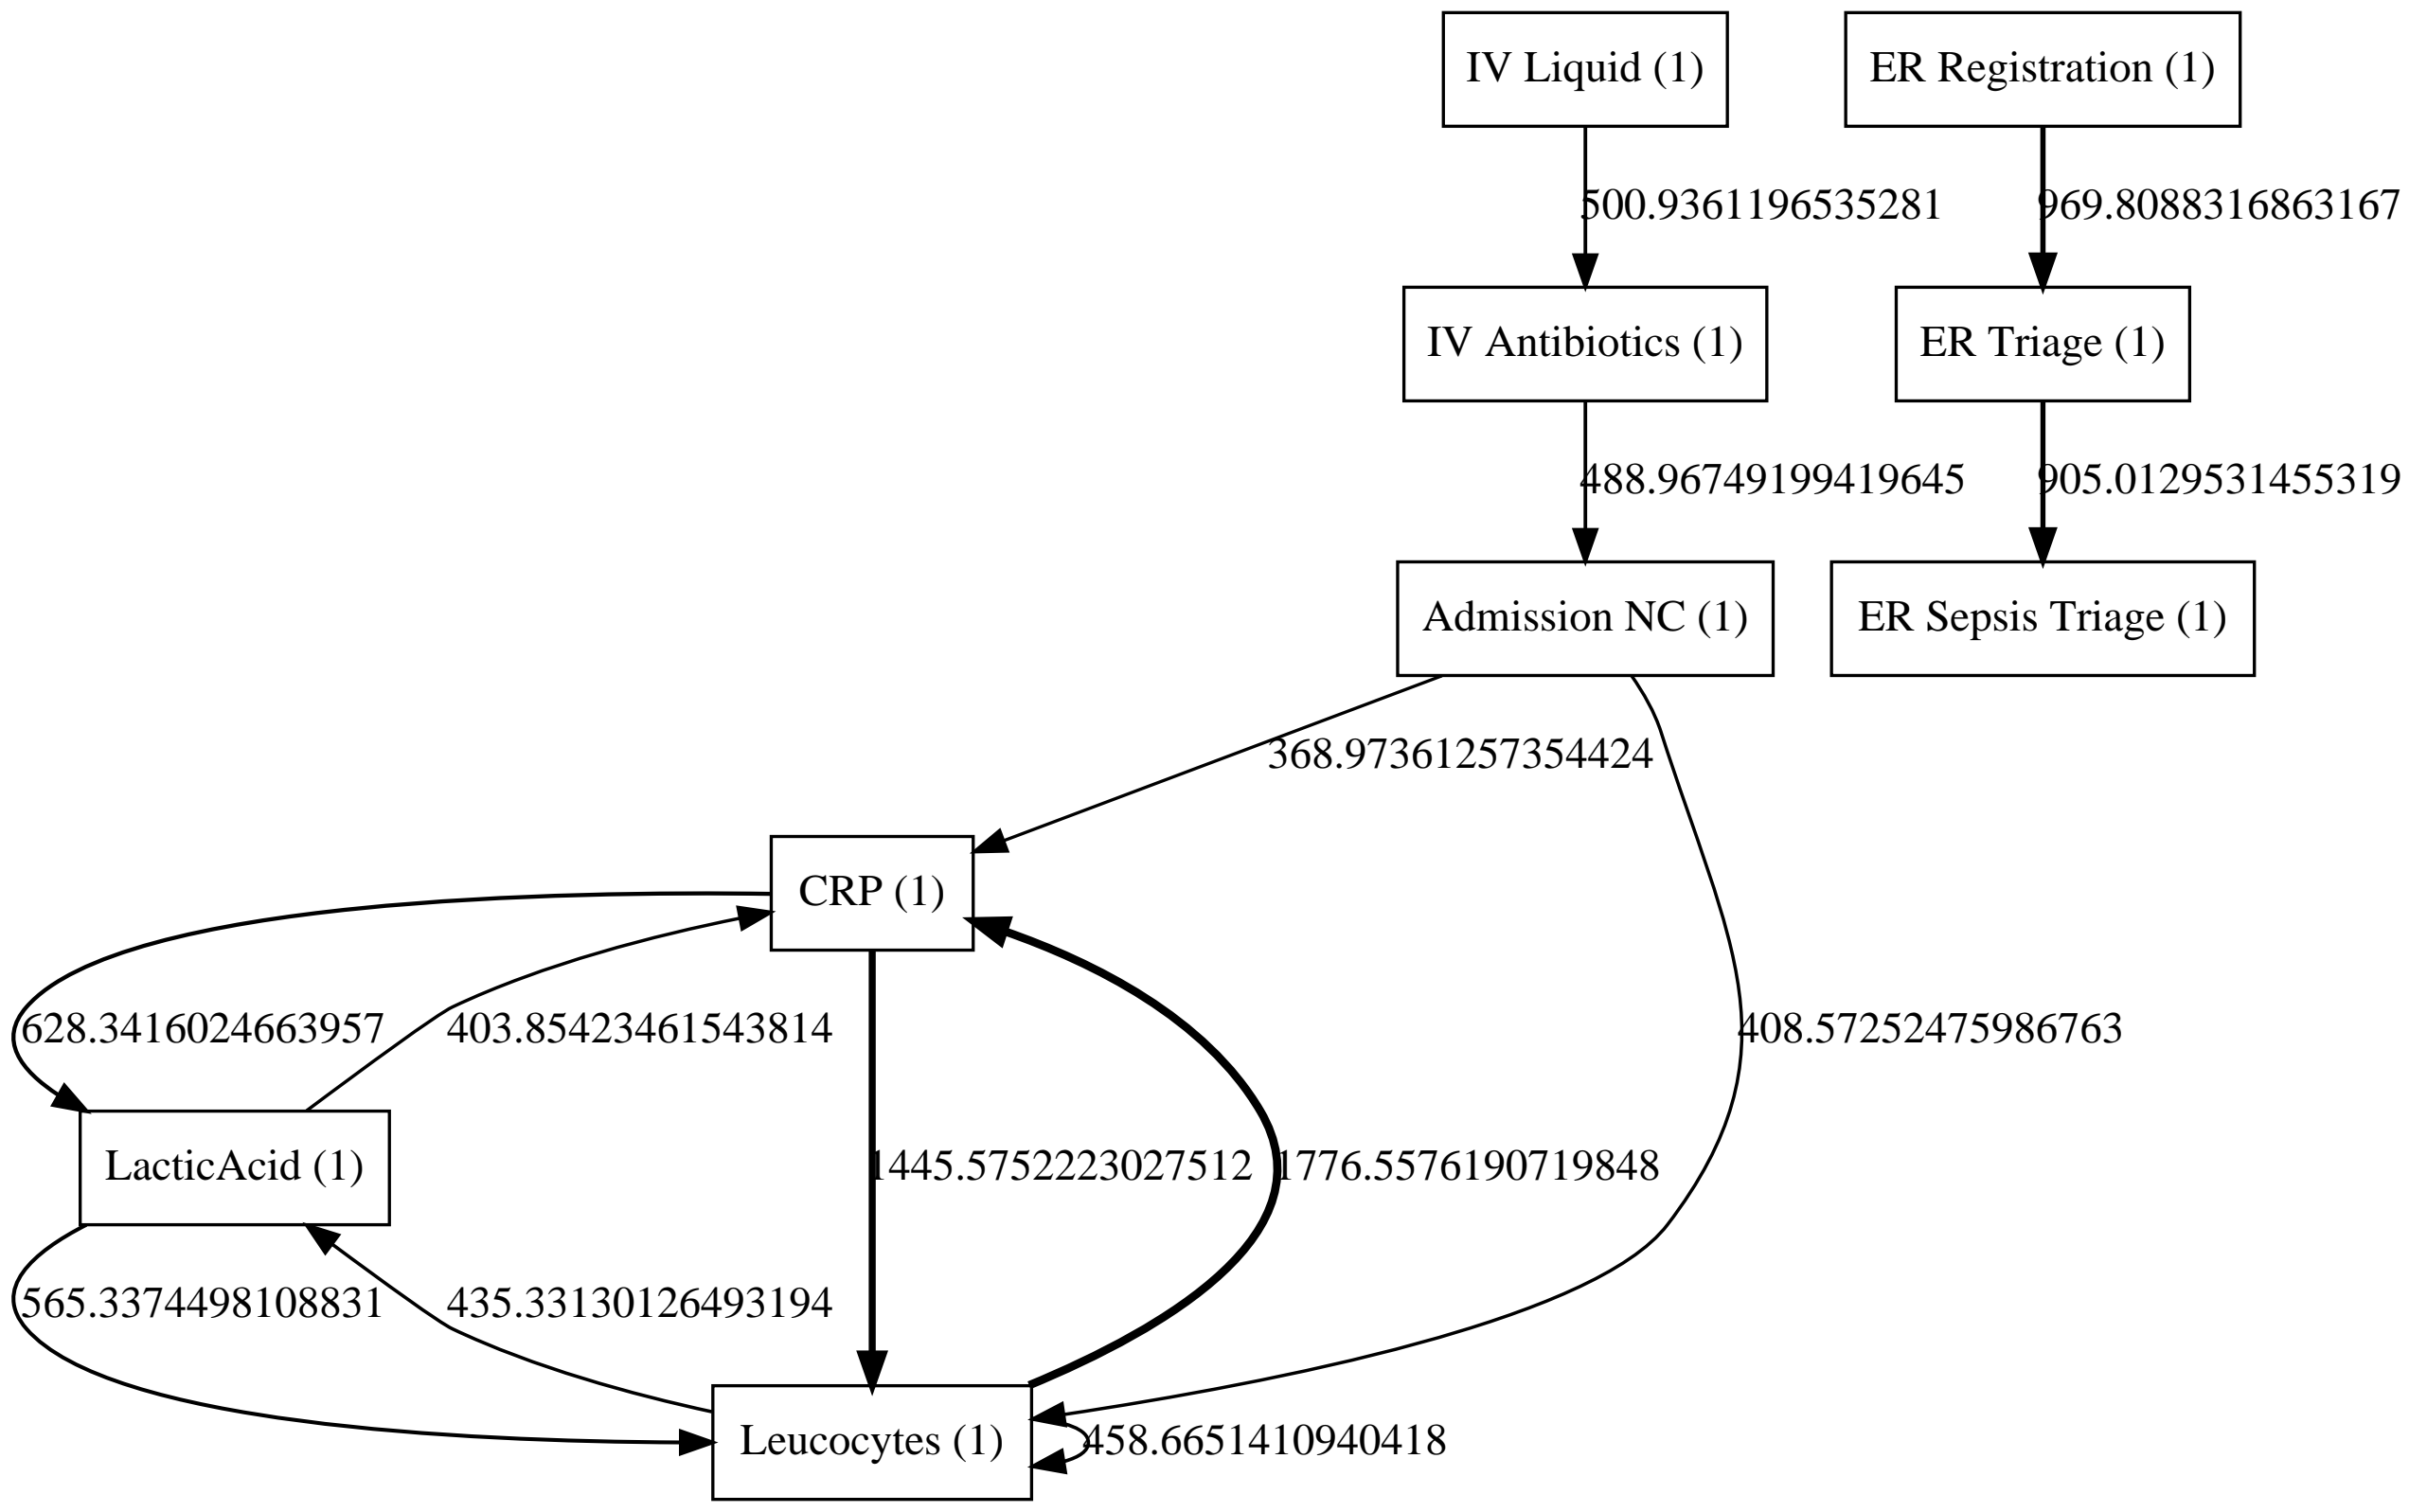 IV Liquid (1)
ER Registration (1)
500.9361196535281
969.8088316863167
IV Antibiotics (1)
ER Triage (1)
488.96749199419645
905.0129531455319
Admission NC (1)
ER Sepsis Triage (1)
368.97361257354424
CRP (1)
628.3416024663957
403.85423461543814
408.57252475986763
LacticAcid (1)
1445.5752223027512
1776.5576190719848
565.3374498108831
435.33130126493194
Leucocytes (1)
458.6651410940418